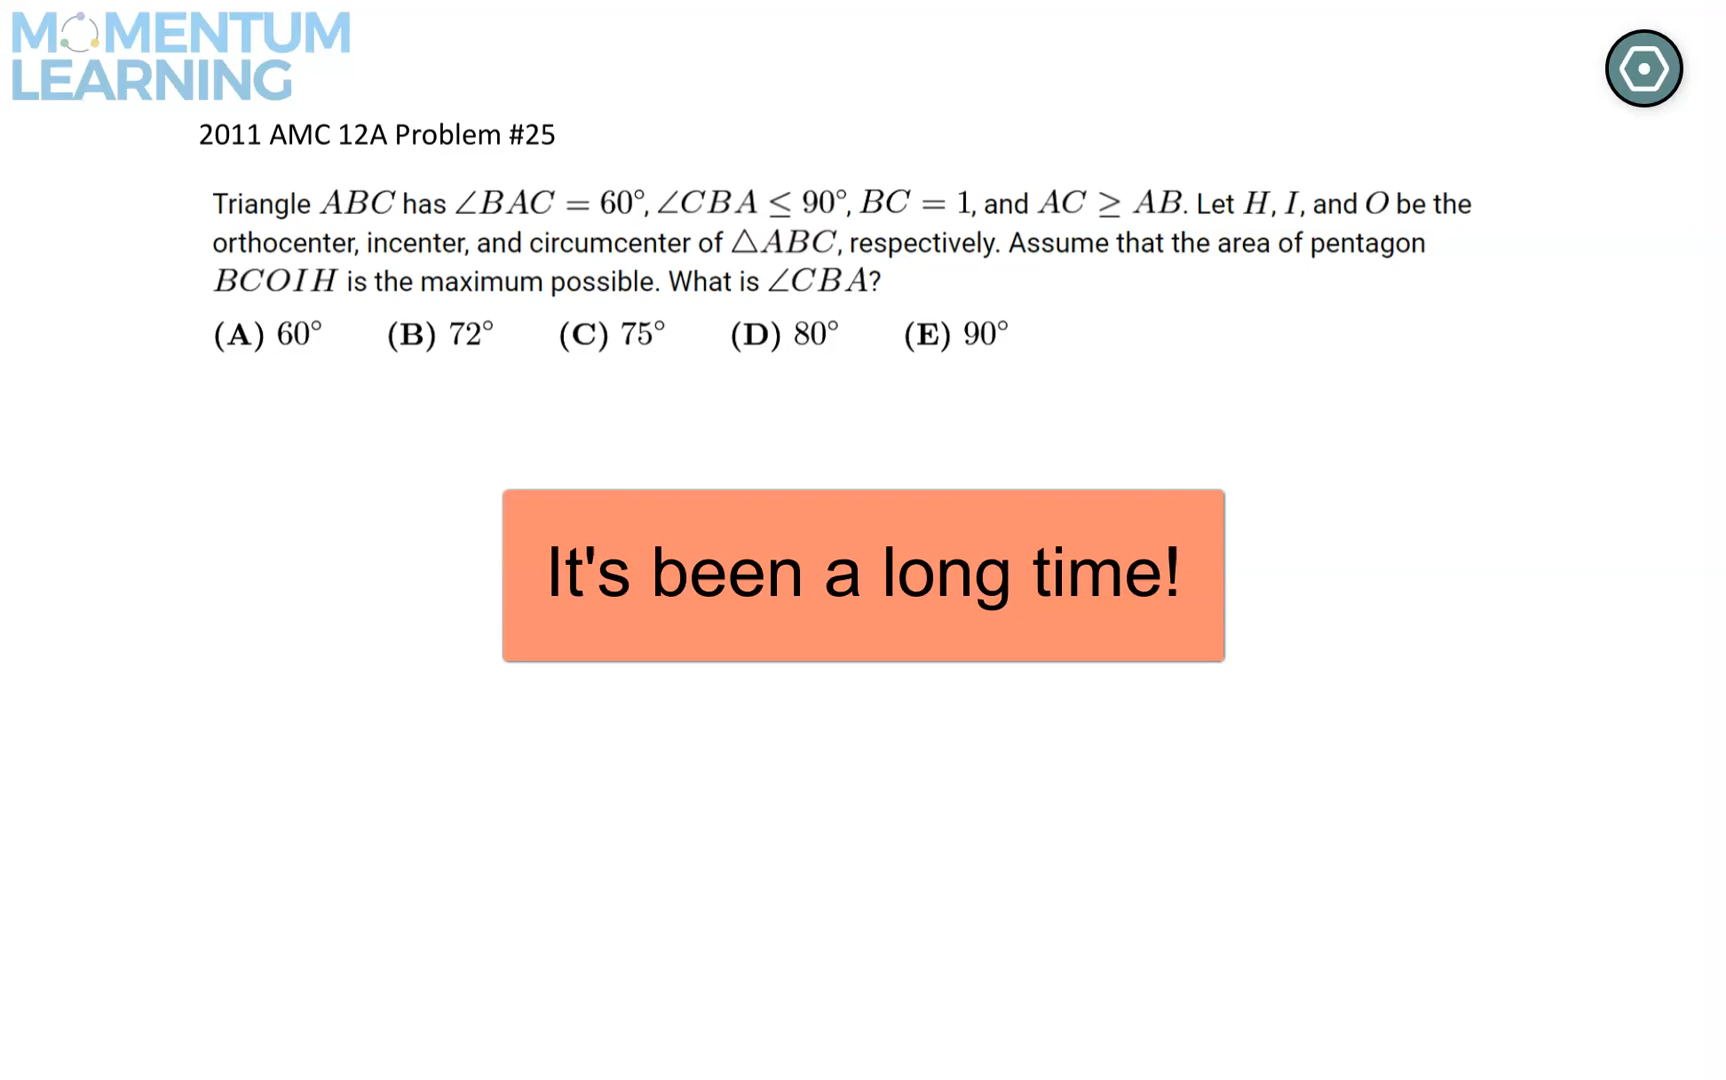 MOMENTUM
LEARNING
2011 AMC 12A Problem #25
Triangle ABC has ∠BAC = 60°, ∠CBA ≤ 90°, BC = 1, and AC ≥ AB. Let H, I, and O be the
orthocenter, incenter, and circumcenter of △ABC, respectively. Assume that the area of pentagon
BCOIH is the maximum possible. What is ∠CBA?
(A) 60° (B) 72° (C) 75° (D) 80° (E) 90°
It's been a long time!